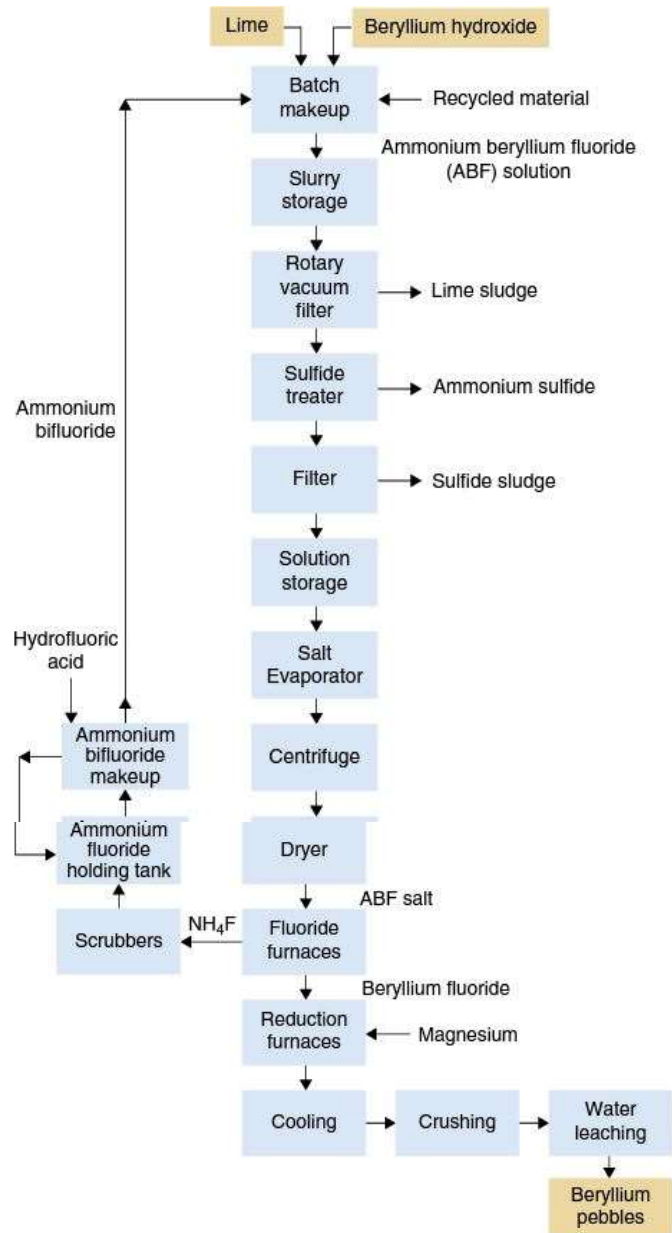 Lime
Beryllium hydroxide
Batch
makeup
Recycled material
Ammonium beryllium fluoride
(ABF) solution
Slurry
storage
Rotary
vacuum
filter
Lime sludge
Sulfide
treater
Ammonium sulfide
Ammonium
bifluoride
Filter
Sulfide sludge
Solution
storage
Hydrofluoric
acid
Salt
Evaporator
Ammonium
bifluoride
makeup
Centrifuge
Ammonium
fluoride
holding tank
Dryer
ABF salt
Scrubbers
NH₄F
Fluoride
furnaces
Beryllium fluoride
Reduction
furnaces
Magnesium
Cooling
Crushing
Water
leaching
Beryllium
pebbles